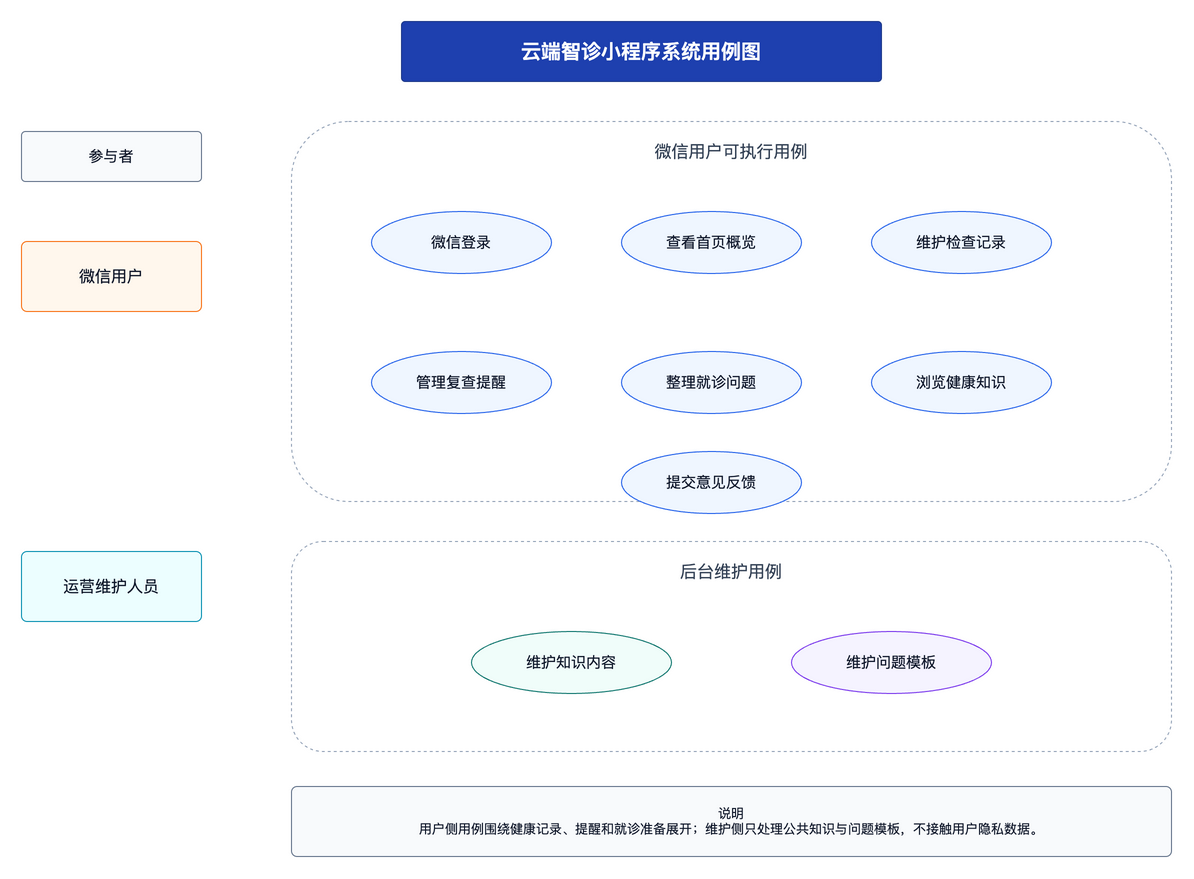 云端智诊小程序系统用例图
参与者
微信用户可执行用例
微信登录
查看首页概览
维护检查记录
微信用户
管理复查提醒
整理就诊问题
浏览健康知识
提交意见反馈
运营维护人员
后台维护用例
维护知识内容
维护问题模板
说明
用户侧用例围绕健康记录、提醒和就诊准备展开；维护侧只处理公共知识与问题模板，不接触用户隐私数据。